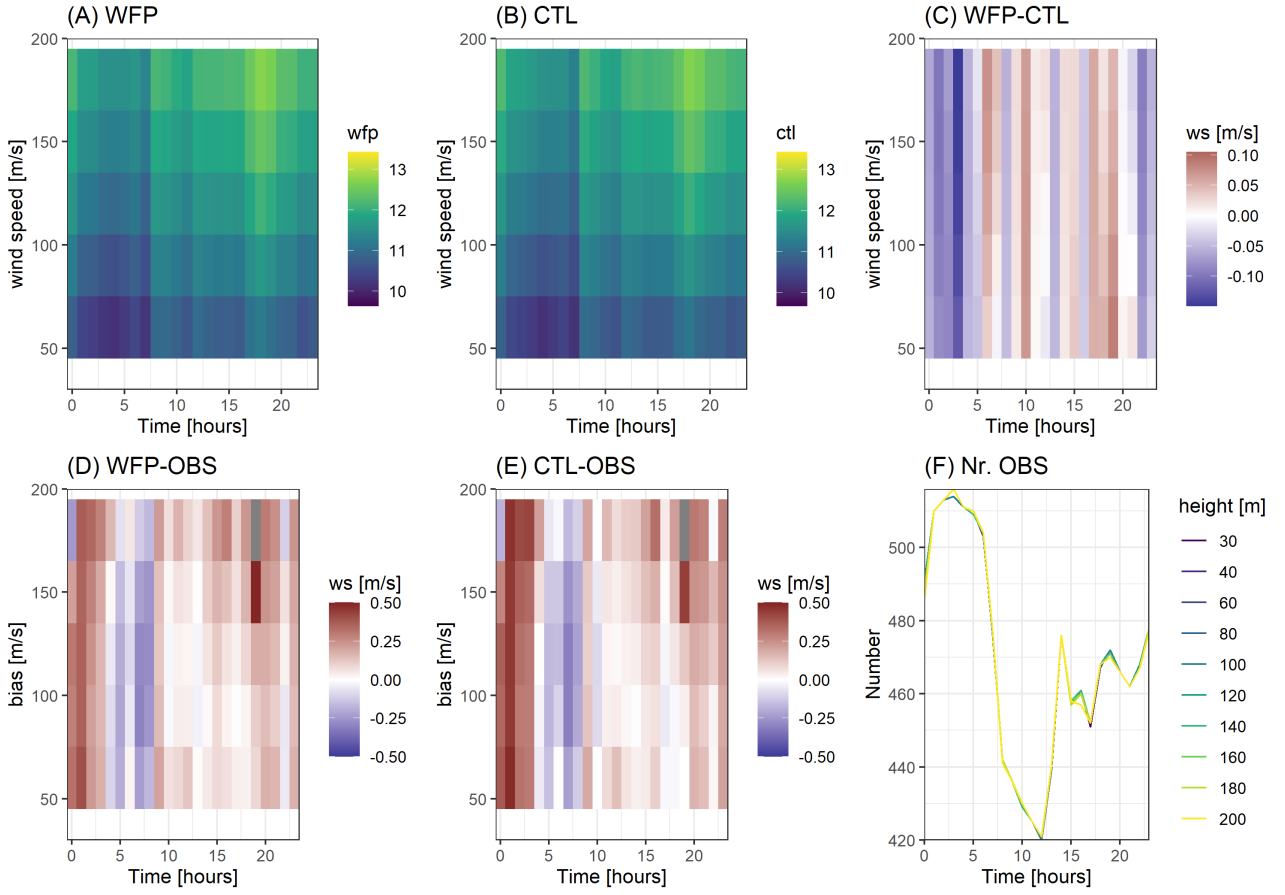 (A) WFP
(B) CTL
(C) WFP-CTL
200
150
100
50
wind speed [m/s]
0 5 10 15 20
Time [hours]
wfp
13
12
11
10
200
150
100
50
wind speed [m/s]
0 5 10 15 20
Time [hours]
ctl
13
12
11
10
200
150
100
50
wind speed [m/s]
0 5 10 15 20
Time [hours]
ws [m/s]
0.10
0.05
0.00
-0.05
-0.10
(D) WFP-OBS
(E) CTL-OBS
(F) Nr. OBS
200
150
100
50
bias [m/s]
0 5 10 15 20
Time [hours]
ws [m/s]
0.50
0.25
0.00
-0.25
-0.50
200
150
100
50
bias [m/s]
0 5 10 15 20
Time [hours]
ws [m/s]
0.50
0.25
0.00
-0.25
-0.50
500
480
460
440
420
Number
0 5 10 15 20
Time [hours]
height [m]
30
40
60
80
100
120
140
160
180
200